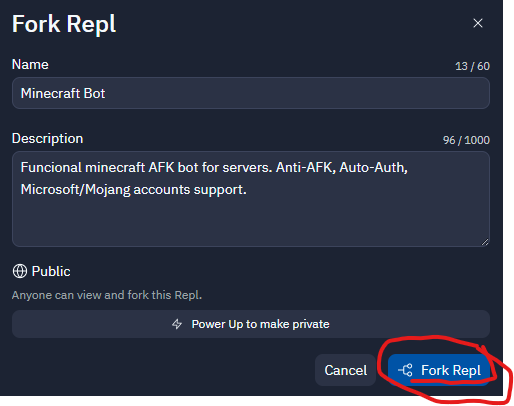 Fork Repl
Name
13 / 60
Minecraft Bot
Description
96 / 1000
Funcional minecraft AFK bot for servers. Anti-AFK, Auto-Auth,
Microsoft/Mojang accounts support.
Public
Anyone can view and fork this Repl.
Power Up to make private
Cancel
Fork Repl